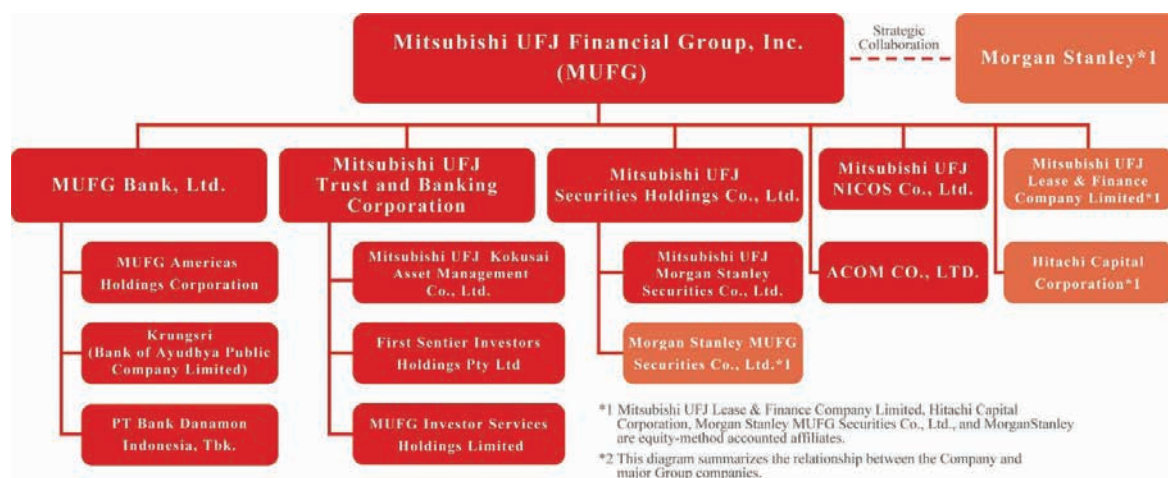 Mitsubishi UFJ Financial Group, Inc.
(MUFG)
Strategic
Collaboration
Morgan Stanley*1
MUFG Bank, Ltd.
Mitsubishi UFJ
Trust and Banking
Corporation
Mitsubishi UFJ
Securities Holdings Co., Ltd.
Mitsubishi UFJ
NICOS Co., Ltd.
Mitsubishi UFJ
Lease & Finance
Company Limited*1
MUFG Americas
Holdings Corporation
Mitsubishi UFJ Kokusai
Asset Management
Co., Ltd.
Mitsubishi UFJ
Morgan Stanley
Securities Co., Ltd.
ACOM CO., LTD.
Hitachi Capital
Corporation*1
Krungsri
(Bank of Ayudhya Public
Company Limited)
First Sentier Investors
Holdings Pty Ltd
Morgan Stanley MUFG
Securities Co., Ltd.*1
PT Bank Danamon
Indonesia, Tbk.
MUFG Investor Services
Holdings Limited
*1 Mitsubishi UFJ Lease & Finance Company Limited, Hitachi Capital
Corporation, Morgan Stanley MUFG Securities Co., Ltd., and MorganStanley
are equity-method accounted affiliates.
*2 This diagram summarizes the relationship between the Company and
major Group companies.